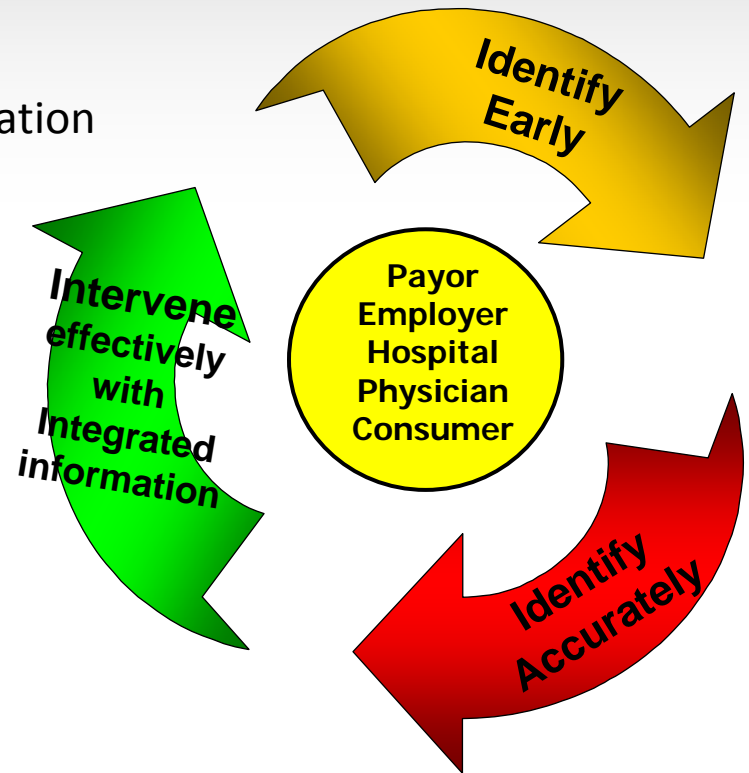 ation
Identify
Early
Payor
Employer
Hospital
Physician
Consumer
Identify
Accurately
Intervene
effectively
with
Integrated
information